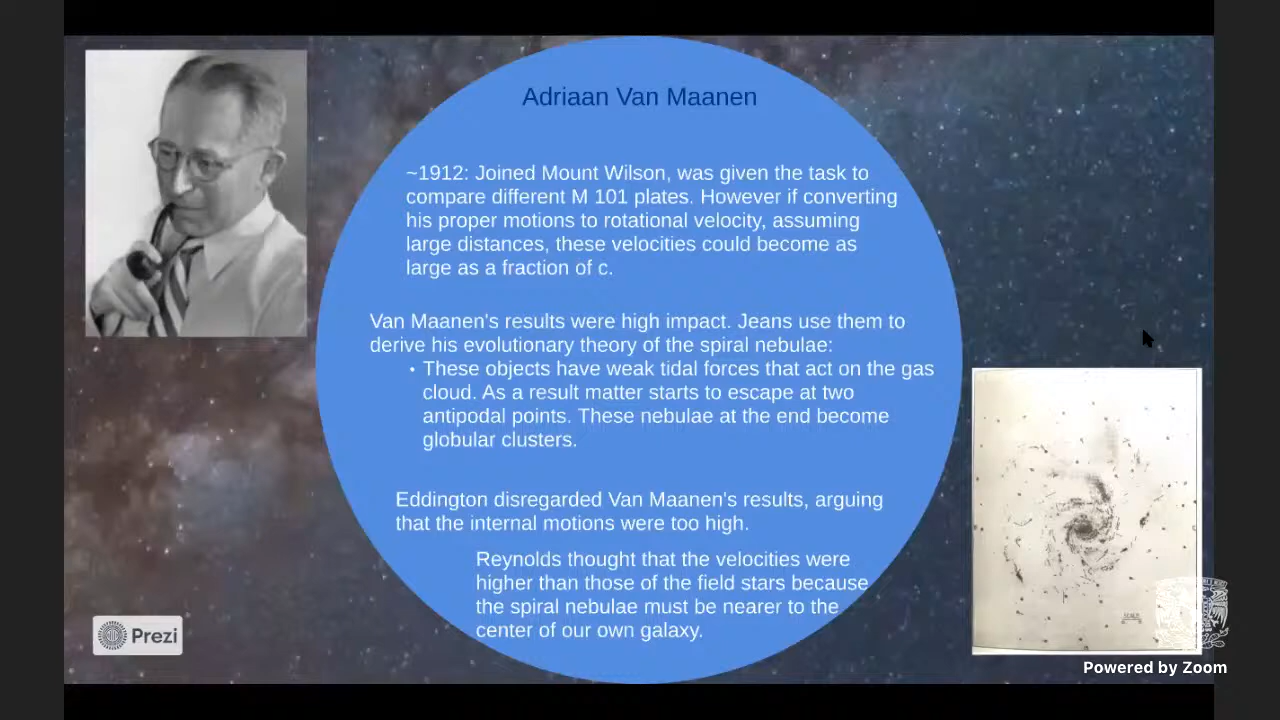 Adriaan Van Maanen
~1912: Joined Mount Wilson, was given the task to
compare different M 101 plates. However if converting
his proper motions to rotational velocity, assuming
large distances, these velocities could become as
large as a fraction of c.
Van Maanen's results were high impact. Jeans use them to
derive his evolutionary theory of the spiral nebulae:
• These objects have weak tidal forces that act on the gas
cloud. As a result matter starts to escape at two
antipodal points. These nebulae at the end become
globular clusters.
Eddington disregarded Van Maanen's results, arguing
that the internal motions were too high.
Reynolds thought that the velocities were
higher than those of the field stars because
the spiral nebulae must be nearer to the
center of our own galaxy.
Prezi
Powered by Zoom